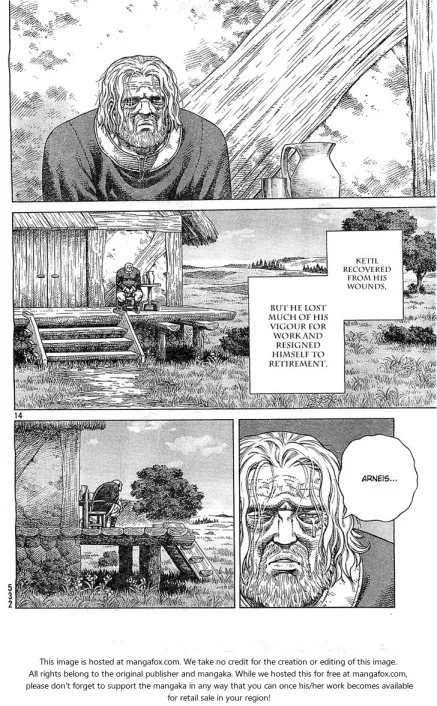 KETIL
RECOVERED
FROM HIS
WOUNDS,
BUT HE LOST
MUCH OF HIS
VIGOUR FOR
WORK AND
RESIGNED
HIMSELF TO
RETIREMENT.
14
ARNEIS...
532
This image is hosted at mangafox.com. We take no credit for the creation or editing of this image.
All rights belong to the original publisher and mangaka. While we hosted this for free at mangafox.com,
please don't forget to support the mangaka in any way that you can once his/her work becomes available
for retail sale in your region!